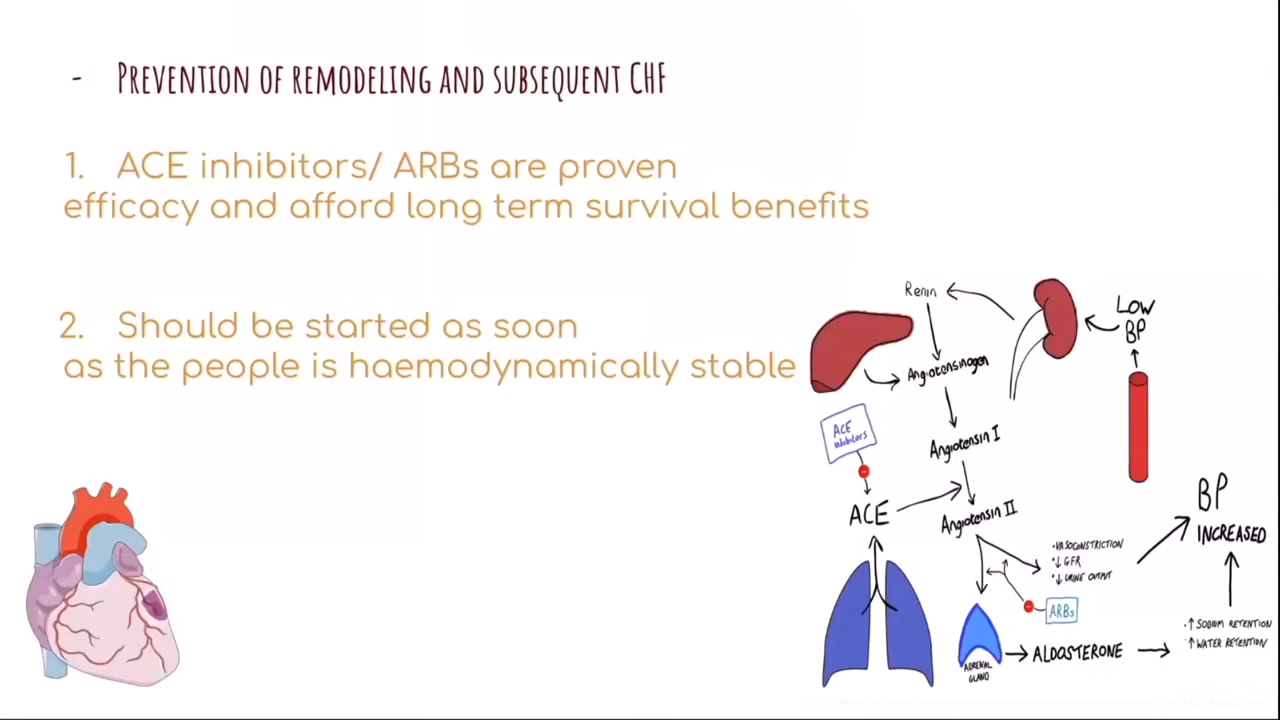 - Prevention of remodeling and subsequent CHF
1. ACE inhibitors/ ARBs are proven
efficacy and afford long term survival benefits
2. Should be started as soon
as the people is haemodynamically stable
Renin
Low
BP
Angiotensinogen
ACE
inhibitors
Angiotensin I
ACE
Angiotensin II
BP
INCREASED
• VASOCONSTRICTION
• ↓ GFR
• ↓ URINE OUTPUT
ARBs
ADRENAL
GLAND
ALDOSTERONE
• ↑ SODIUM RETENTION
↑ WATER RETENTION